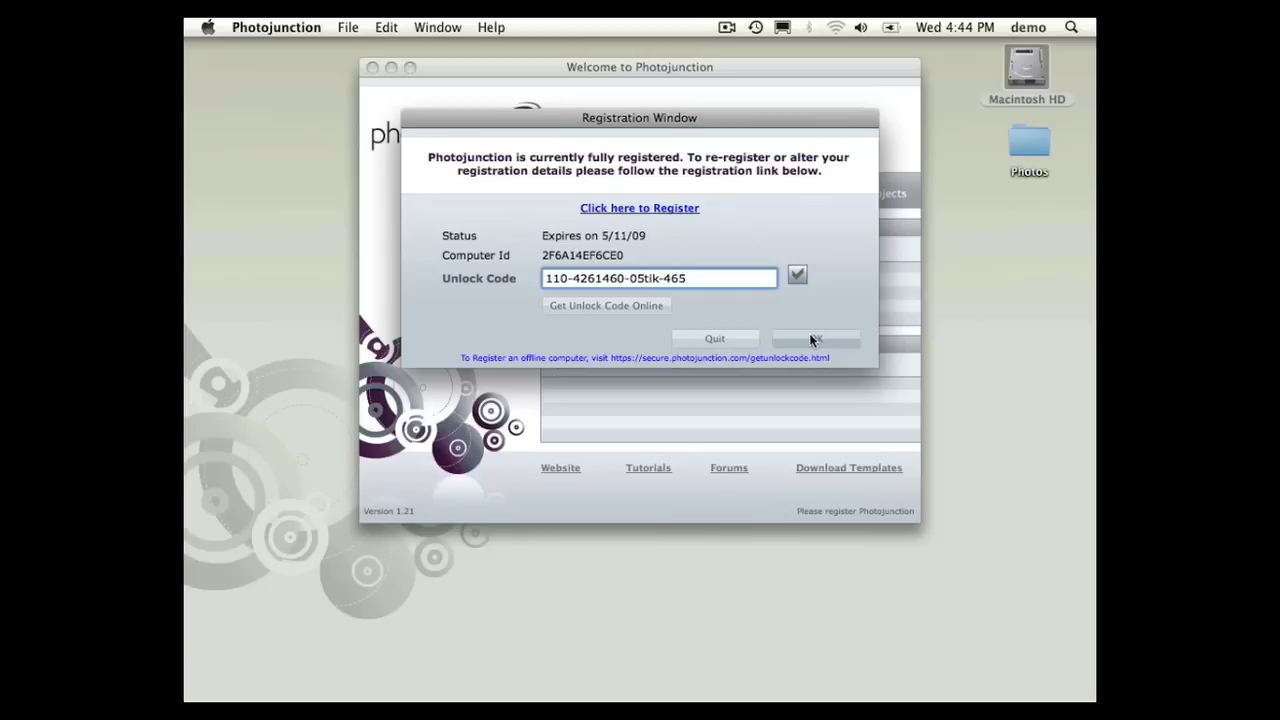 Photojunction File Edit Window Help Wed 4:44 PM demo
Welcome to Photojunction
Macintosh HD
ph
Registration Window
Photojunction is currently fully registered. To re-register or alter your
registration details please follow the registration link below.
Photos
jects
Click here to Register
Status Expires on 5/11/09
Computer Id 2F6A14EF6CE0
Unlock Code 110-4261460-05tik-465
Get Unlock Code Online
Quit
To Register an offline computer, visit https://secure.photojunction.com/getunlockcode.html
Website Tutorials Forums Download Templates
Version 1.21 Please register Photojunction